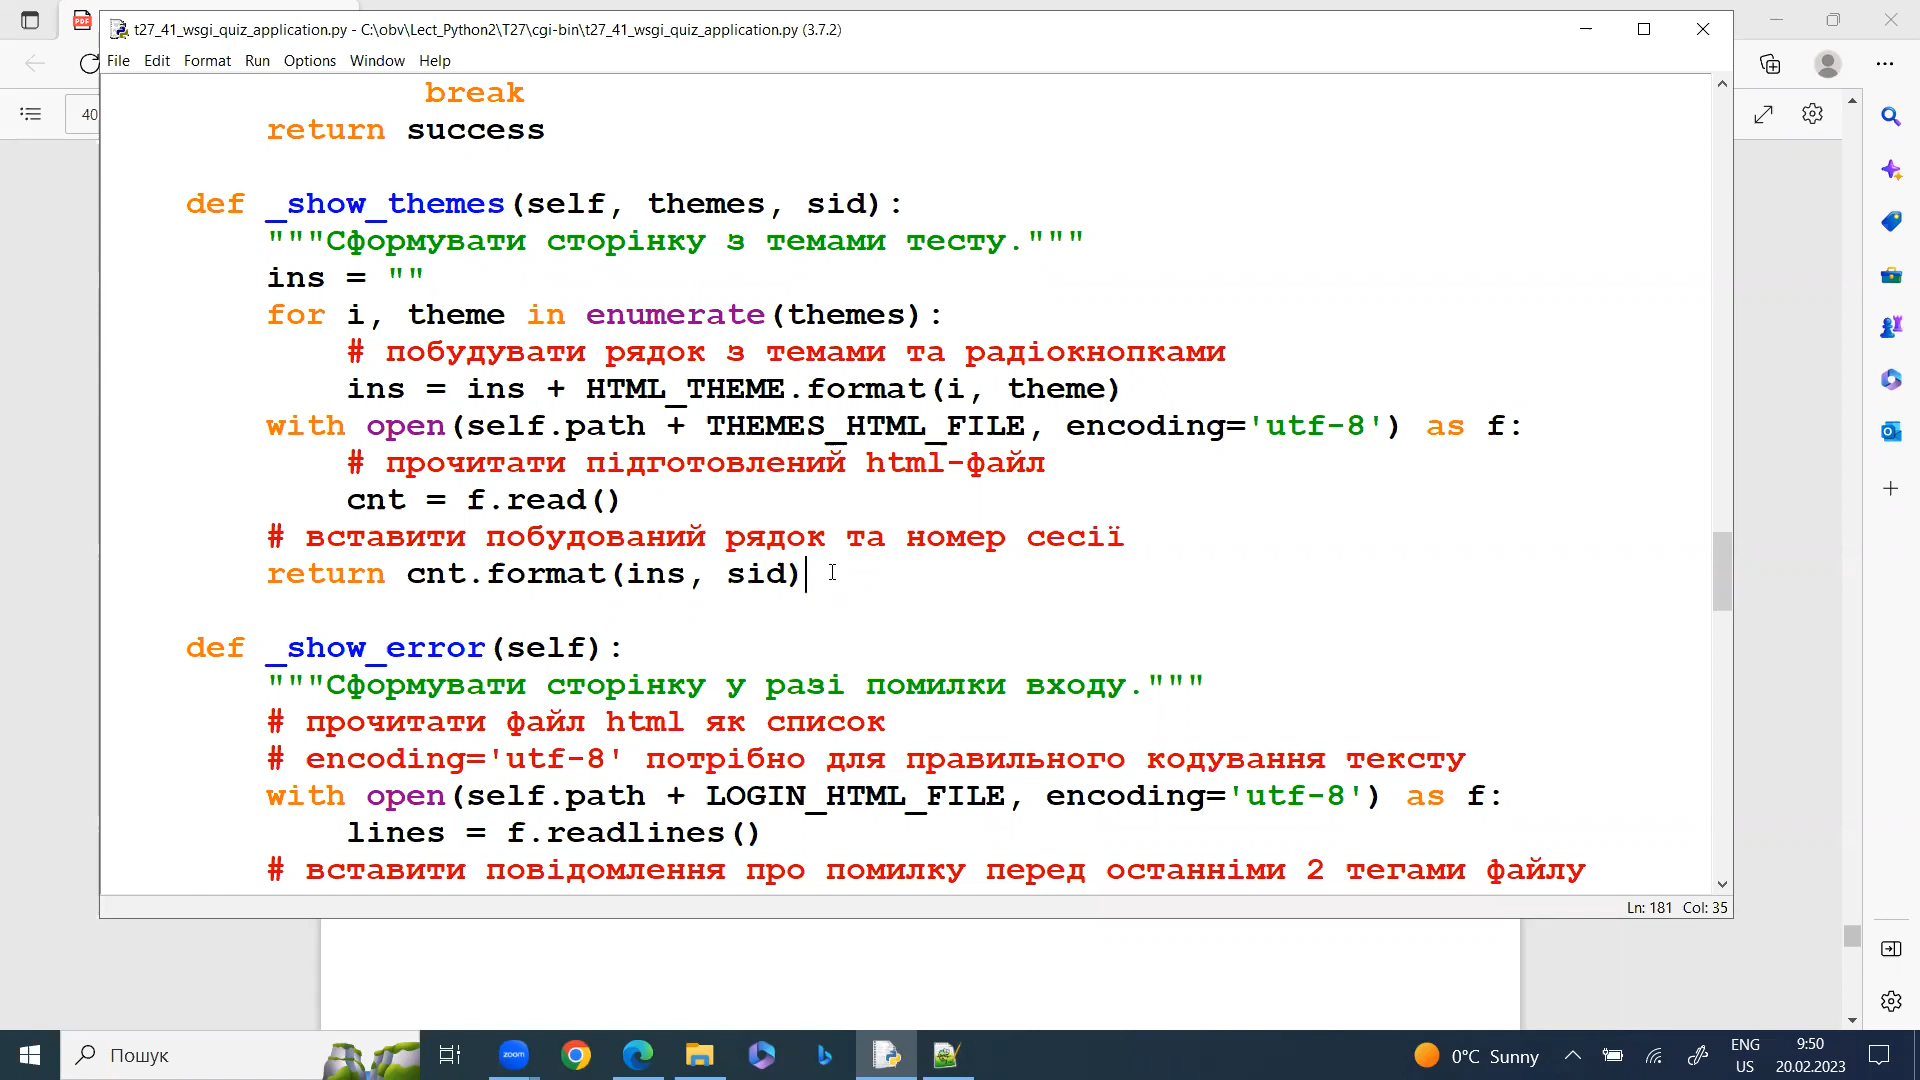 t27_41_wsgi_quiz_application.py - C:\obv\Lect_Python2\T27\cgi-bin\t27_41_wsgi_quiz_application.py (3.7.2)
File Edit Format Run Options Window Help
40
break
return success
def _show_themes(self, themes, sid):
"""Сформувати сторінку з темами тесту."""
ins = ""
for i, theme in enumerate(themes):
# побудувати рядок з темами та радіокнопками
ins = ins + HTML_THEME.format(i, theme)
with open(self.path + THEMES_HTML_FILE, encoding='utf-8') as f:
# прочитати підготовлений html-файл
cnt = f.read()
# вставити побудований рядок та номер сесії
return cnt.format(ins, sid)
def _show_error(self):
"""Сформувати сторінку у разі помилки входу."""
# прочитати файл html як список
# encoding='utf-8' потрібно для правильного кодування тексту
with open(self.path + LOGIN_HTML_FILE, encoding='utf-8') as f:
lines = f.readlines()
# вставити повідомлення про помилку перед останніми 2 тегами файлу
Ln: 181 Col: 35
Пошук
zoom
0°C Sunny
ENG
US
9:50
20.02.2023